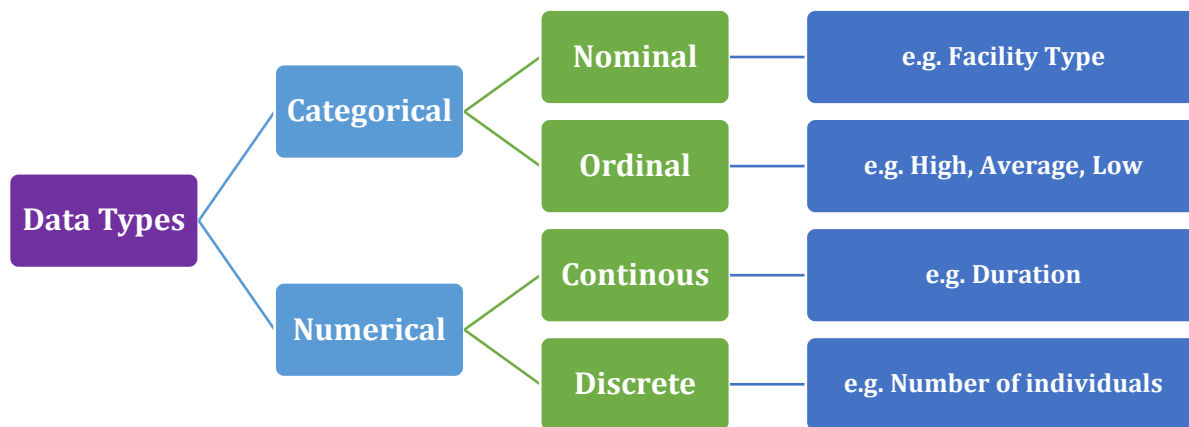 Data Types
Categorical
Nominal
e.g. Facility Type
Ordinal
e.g. High, Average, Low
Numerical
Continous
e.g. Duration
Discrete
e.g. Number of individuals